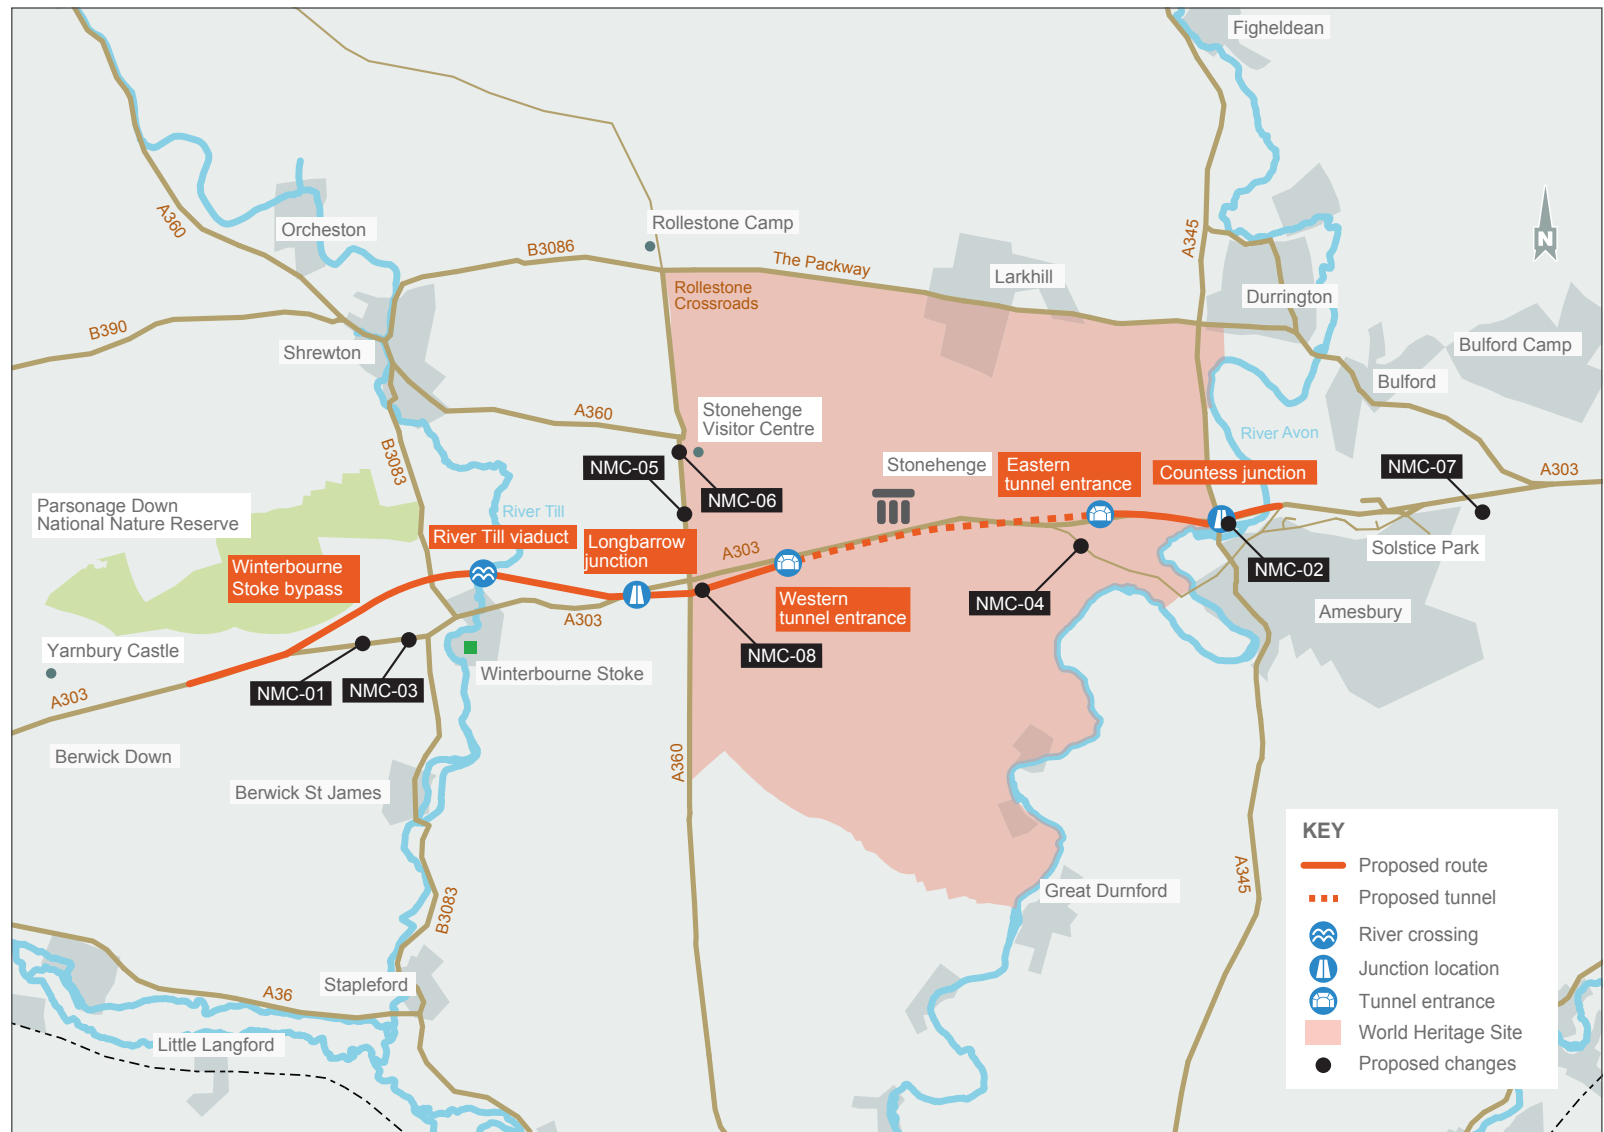 Figheldean
A360
Orcheston
Rollestone Camp
B3086
The Packway
A345
N
Larkhill
Durrington
Rollestone
Crossroads
B390
Shrewton
Bulford Camp
Bulford
A360
Stonehenge
Visitor Centre
River Avon
B3083
NMC-05
NMC-06
Stonehenge
Eastern
tunnel entrance
Countess junction
NMC-07
A303
Parsonage Down
National Nature Reserve
River Till
River Till viaduct
Longbarrow
junction
A303
Solstice Park
NMC-02
Winterbourne
Stoke bypass
Western
tunnel entrance
NMC-04
Amesbury
A303
Yarnbury Castle
NMC-08
Winterbourne Stoke
NMC-01
NMC-03
A303
Berwick Down
A360
Berwick St James
KEY
Proposed route
Proposed tunnel
River crossing
Junction location
Tunnel entrance
World Heritage Site
Proposed changes
Great Durnford
A345
B3083
Stapleford
A36
Little Langford